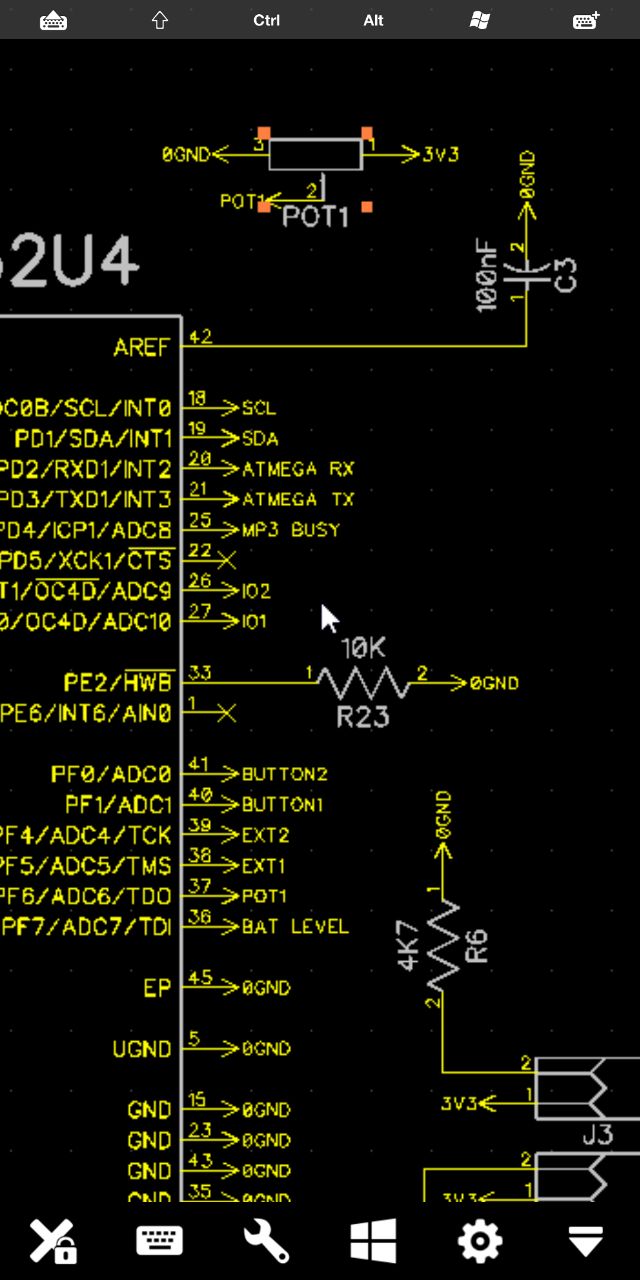 Ctrl Alt
3 1
0GND 3V3
POT1 2
POT1
0GND
2
100nF C3
1
2U4
AREF 42
C0B/SCL/INT0 18 SCL
PD1/SDA/INT1 19 SDA
PD2/RXD1/INT2 20 ATMEGA RX
PD3/TXD1/INT3 21 ATMEGA TX
PD4/ICP1/ADC8 25 MP3 BUSY
PD5/XCK1/CTS 22
T1/OC4D/ADC9 26 IO2
0/OC4D/ADC10 27 IO1
10K
PE2/HWB 33 1 2 0GND
R23
PE6/INT6/AIN0 1
PF0/ADC0 41 BUTTON2
PF1/ADC1 40 BUTTON1
PF4/ADC4/TCK 39 EXT2
PF5/ADC5/TMS 38 EXT1
PF6/ADC6/TDO 37 POT1
PF7/ADC7/TDI 36 BAT LEVEL
0GND
1
4K7 R6
2
EP 45 0GND
UGND 5 0GND
2
3V3 1
J3
GND 15 0GND
GND 23 0GND
GND 43 0GND
GND 35 0GND
2
3V3 1